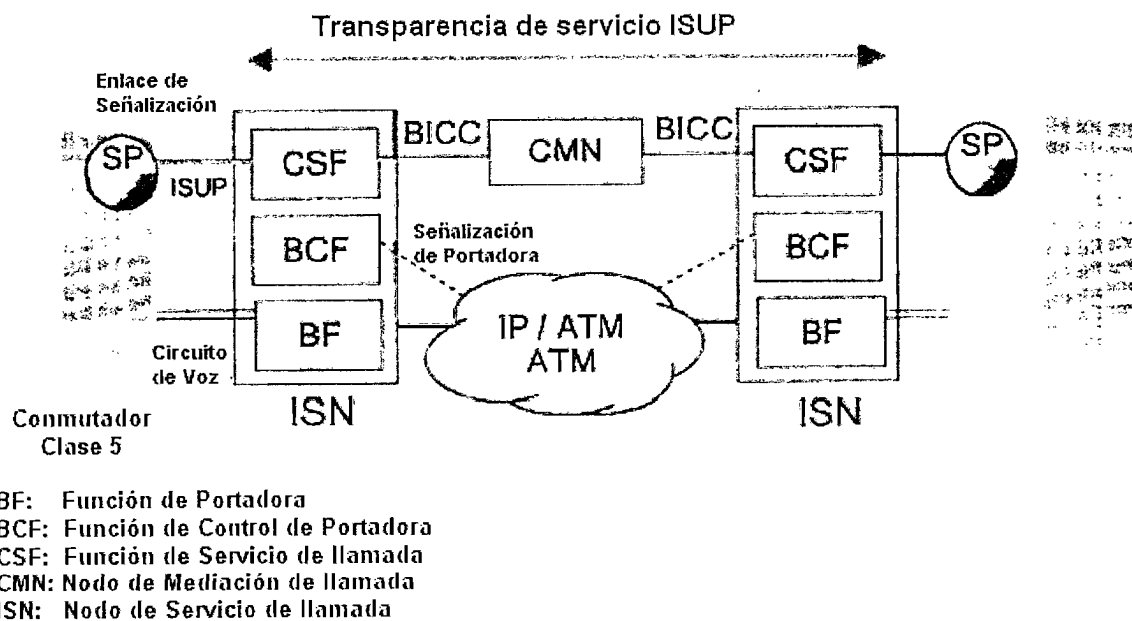 Transparencia de servicio ISUP
Enlace de
Señalización
SP
ISUP
CSF
BICC
CMN
BICC
CSF
SP
BCF
Señalización
de Portadora
BCF
BF
IP / ATM
ATM
BF
Circuito
de Voz
ISN
ISN
Conmutador
Clase 5
BF: Función de Portadora
BCF: Función de Control de Portadora
CSF: Función de Servicio de llamada
CMN: Nodo de Mediación de llamada
ISN: Nodo de Servicio de llamada